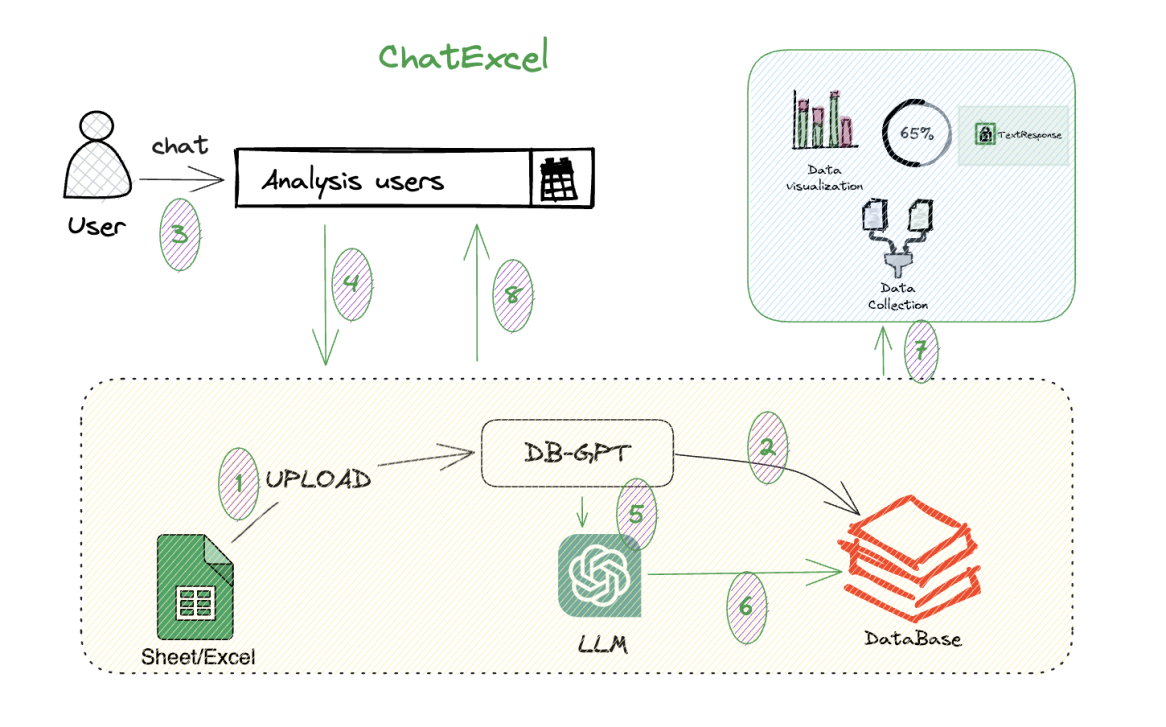 ChatExcel
chat
User
3
Analysis users
4
8
65%
TextResponse
Data
visualization
Data
Collection
7
1
UPLOAD
DB-GPT
2
5
6
Sheet/Excel
LLM
DataBase